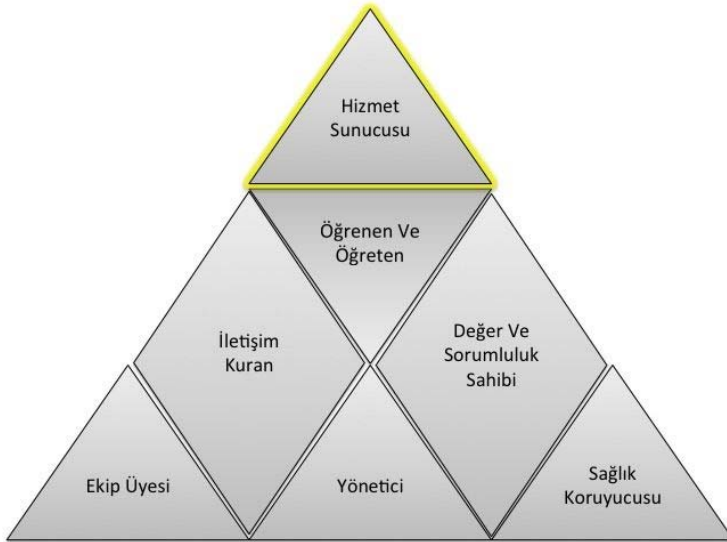 Hizmet
Sunucusu
Öğrenen Ve
Öğreten
İletişim
Kuran
Değer Ve
Sorumluluk
Sahibi
Ekip Üyesi
Yönetici
Sağlık
Koruyucusu